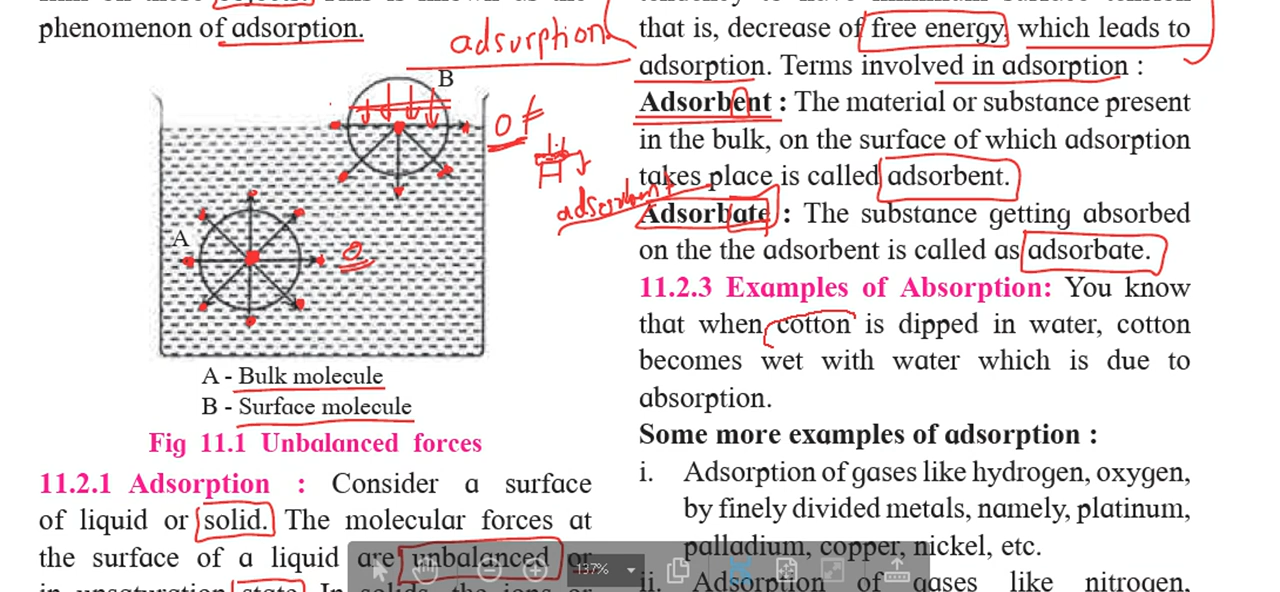 phenomenon of adsorption.
adsurption
B
A
0 ≠
0
adsorbent
A - Bulk molecule
B - Surface molecule
Fig 11.1 Unbalanced forces
11.2.1 Adsorption : Consider a surface
of liquid or solid. The molecular forces at
the surface of a liquid are unbalanced or
that is, decrease of free energy, which leads to
adsorption. Terms involved in adsorption :
Adsorbent : The material or substance present
in the bulk, on the surface of which adsorption
takes place is called adsorbent.
Adsorbate : The substance getting absorbed
on the the adsorbent is called as adsorbate.
11.2.3 Examples of Absorption: You know
that when cotton is dipped in water, cotton
becomes wet with water which is due to
absorption.
Some more examples of adsorption :
i. Adsorption of gases like hydrogen, oxygen,
by finely divided metals, namely, platinum,
palladium, copper, nickel, etc.
ii. Adsorption of gases like nitrogen,
137%